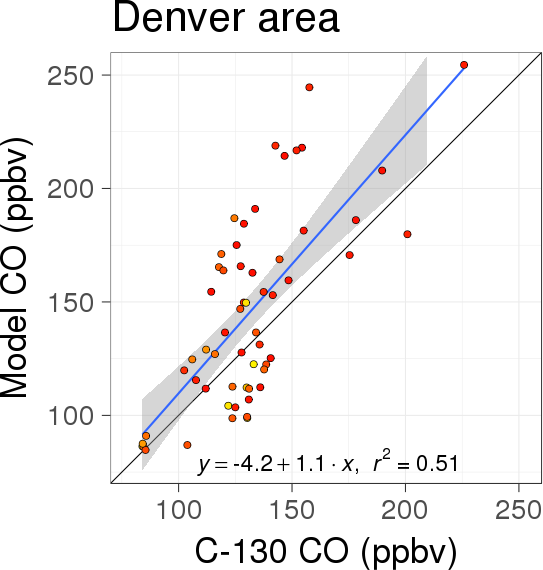 Denver area
Model CO (ppbv)
250
200
150
100
y = -4.2 + 1.1 · x, r² = 0.51
100 150 200 250
C-130 CO (ppbv)